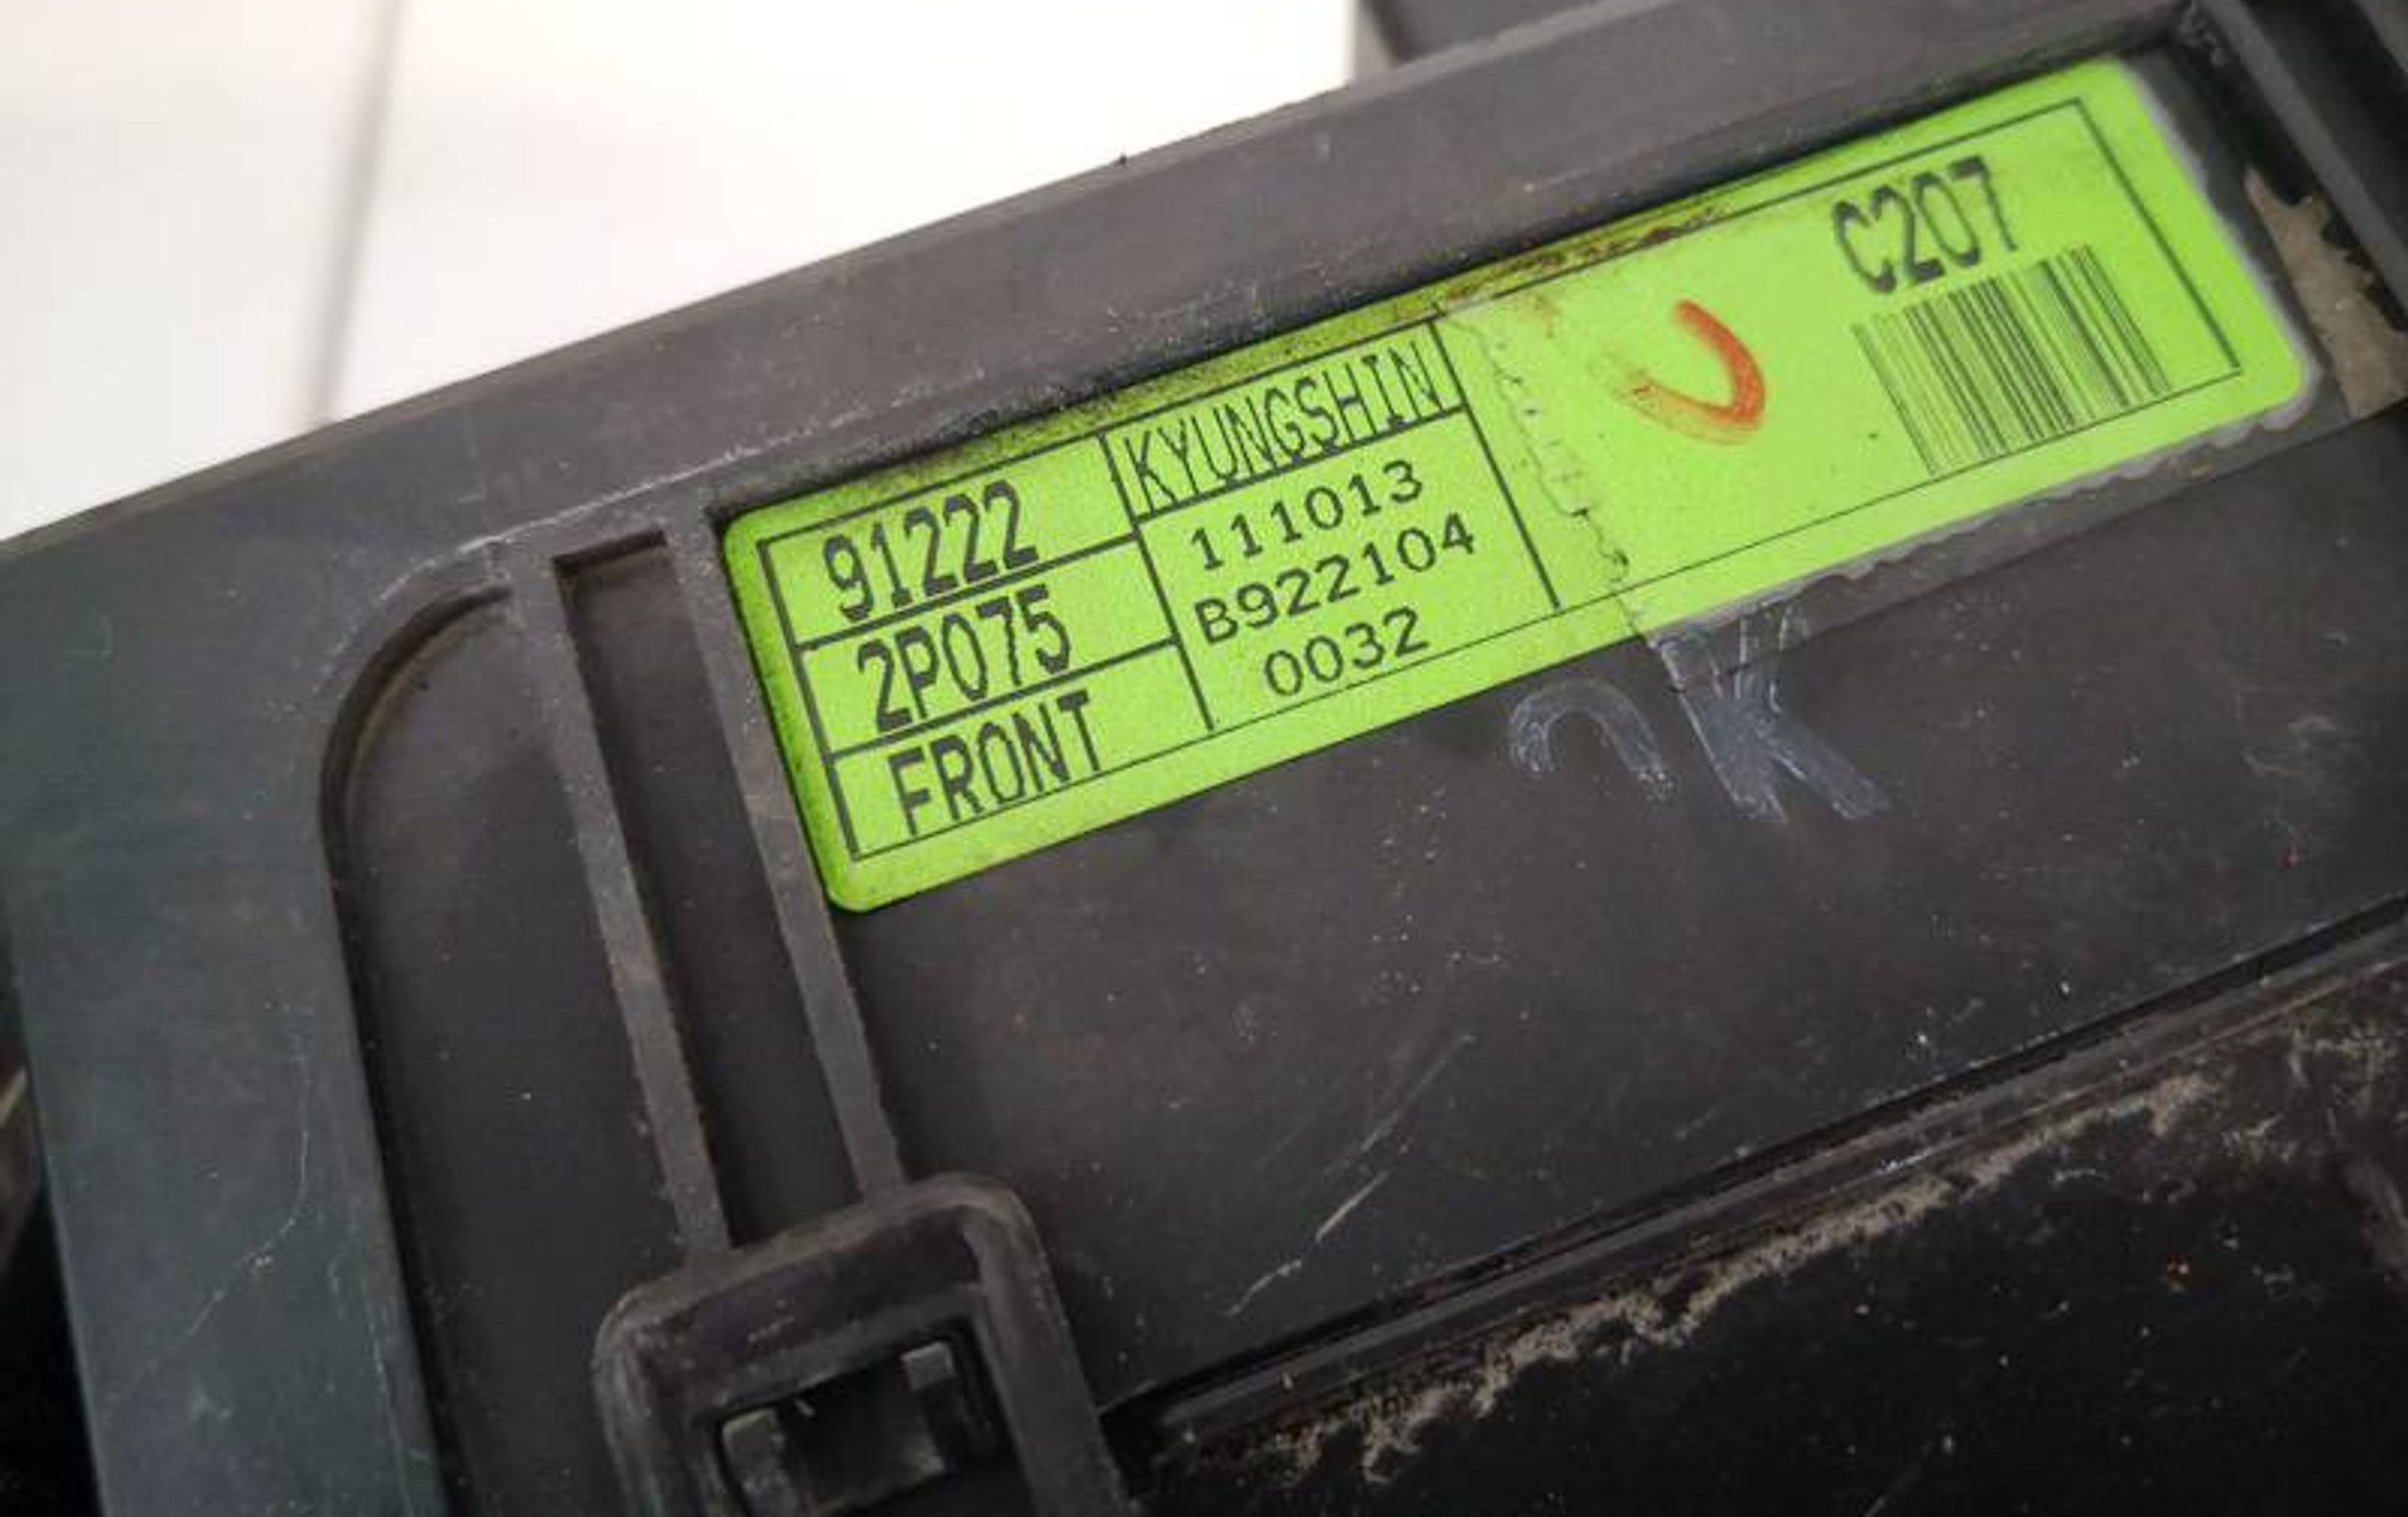 91222
2P075
FRONT
KYUNGSHIN
111013
B922104
0032
C207
OK